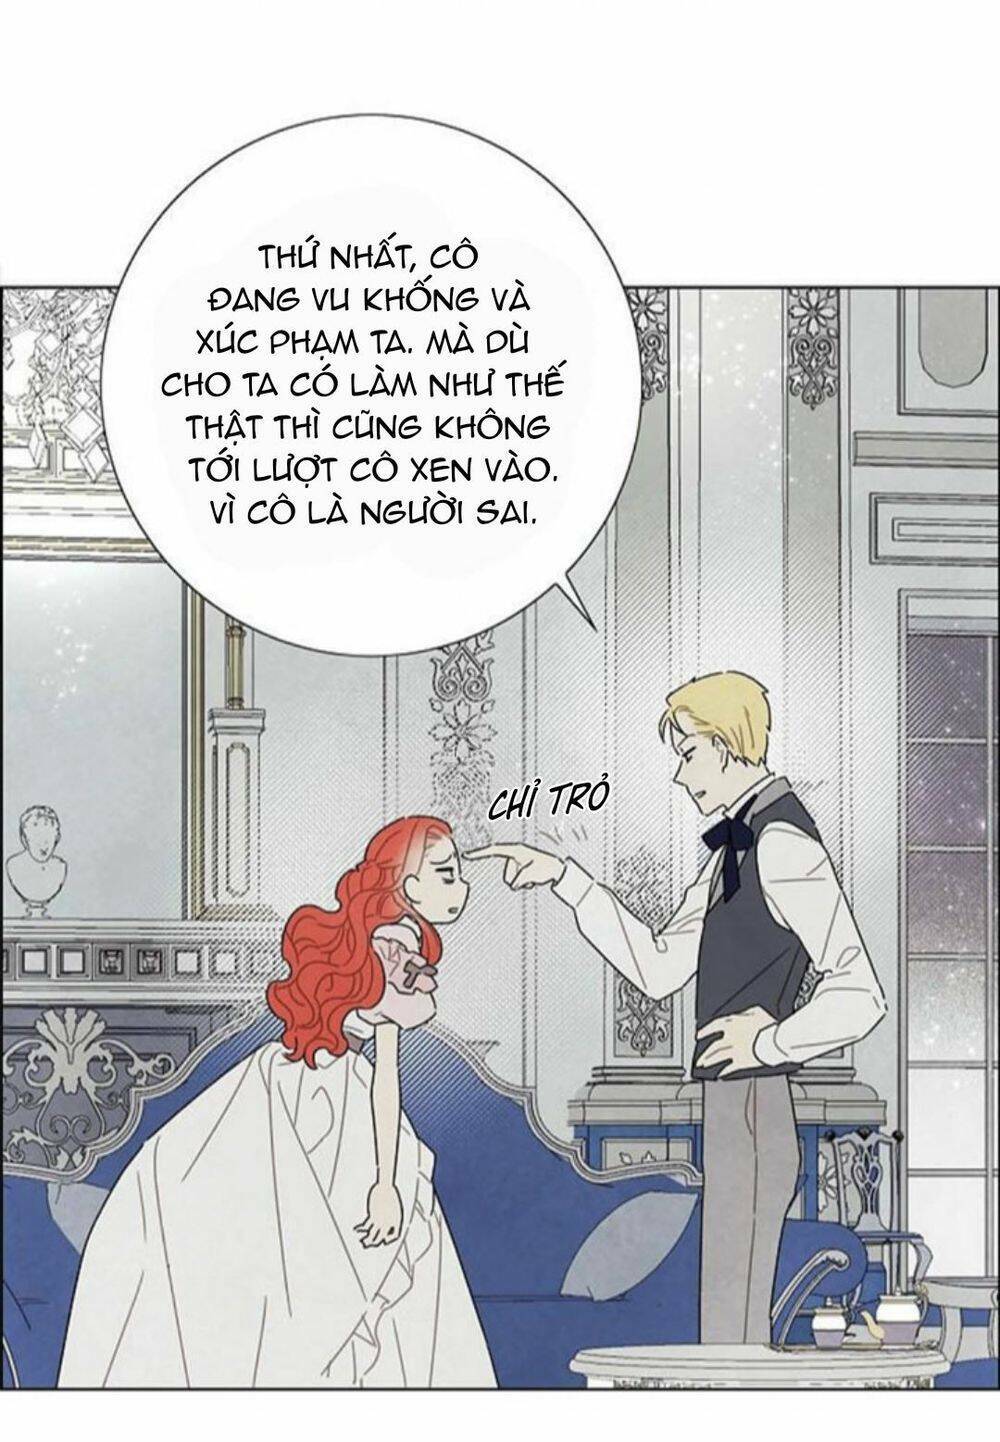 THỨ NHẤT, CÔ
ĐANG VU KHỐNG VÀ
XÚC PHẠM TA. MÀ DÙ
CHO TA CÓ LÀM NHƯ THẾ
THẬT THÌ CŨNG KHÔNG
TỚI LƯỢT CÔ XEN VÀO.
VÌ CÔ LÀ NGƯỜI SAI.
CHỈ TRỎ